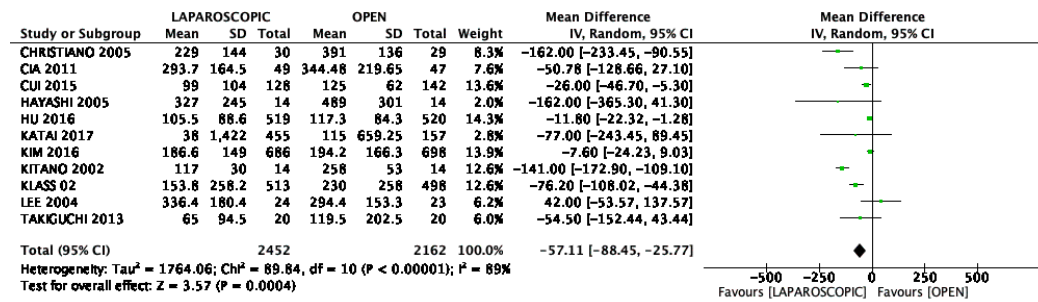 LAPAROSCOPIC OPEN Mean Difference Mean Difference
Study or Subgroup Mean SD Total Mean SD Total Weight IV, Random, 95% CI IV, Random, 95% CI
CHRISTIANO 2005 229 144 30 391 136 29 8.3% −162.00 [−233.45, −90.55]
CIA 2011 293.7 164.5 49 344.48 219.65 47 7.6% −50.78 [−128.66, 27.10]
CUI 2015 99 104 128 125 62 142 13.6% −26.00 [−46.70, −5.30]
HAYASHI 2005 327 245 14 489 301 14 2.0% −162.00 [−365.30, 41.30]
HU 2016 105.5 88.6 519 117.3 84.3 520 14.3% −11.80 [−22.32, −1.28]
KATAI 2017 38 1,422 455 115 659.25 157 2.8% −77.00 [−243.45, 89.45]
KIM 2016 186.6 149 686 194.2 166.3 698 13.9% −7.60 [−24.23, 9.03]
KITANO 2002 117 30 14 258 53 14 12.6% −141.00 [−172.90, −109.10]
KLASS 02 153.8 258.2 513 230 258 498 12.6% −76.20 [−108.02, −44.38]
LEE 2004 336.4 180.4 24 294.4 153.3 23 6.2% 42.00 [−53.57, 137.57]
TAKIGUCHI 2013 65 94.5 20 119.5 202.5 20 6.0% −54.50 [−152.44, 43.44]
Total (95% CI) 2452 2162 100.0% −57.11 [−88.45, −25.77]
Heterogeneity: Tau² = 1764.06; Chi² = 89.84, df = 10 (P < 0.00001); I² = 89%
Test for overall effect: Z = 3.57 (P = 0.0004)
−500 −250 0 250 500
Favours [LAPAROSCOPIC] Favours [OPEN]